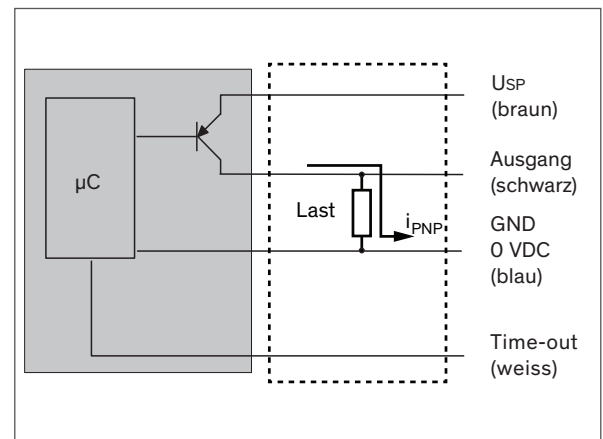 USP
(braun)
Ausgang
(schwarz)
µC
Last
iPNP
GND
0 VDC
(blau)
Time-out
(weiss)